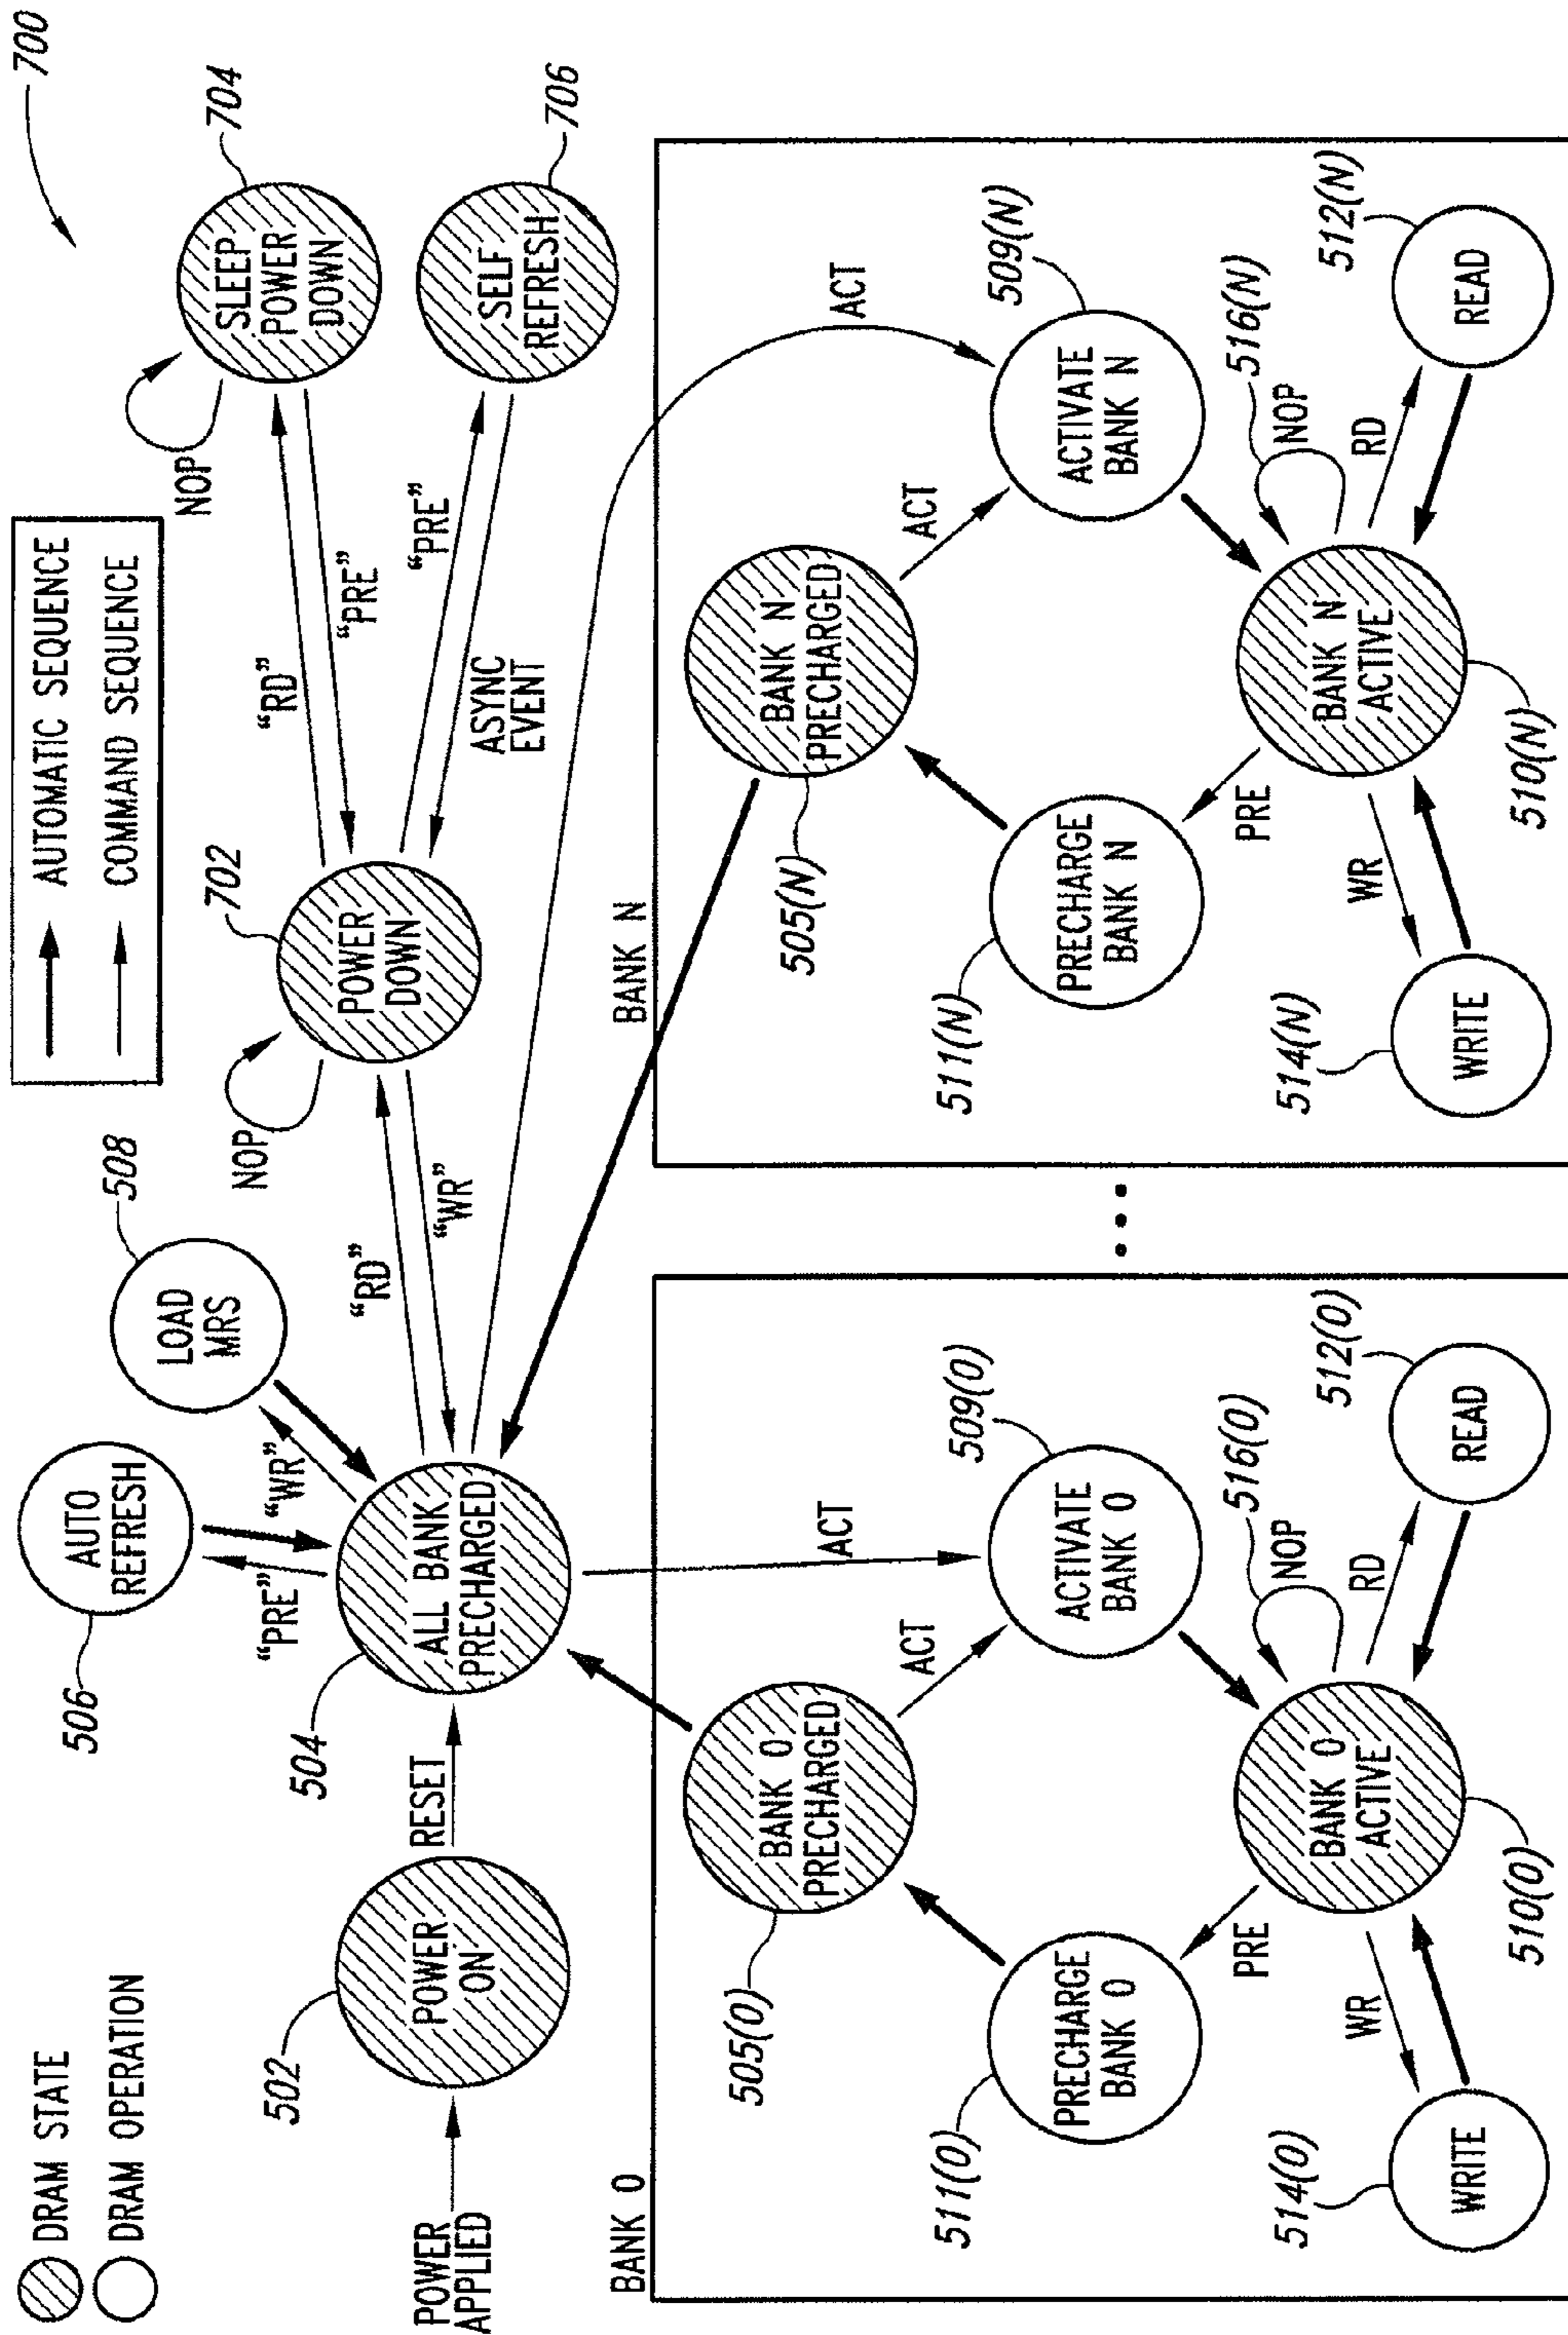 DRAM STATE
DRAM OPERATION
AUTOMATIC SEQUENCE
COMMAND SEQUENCE
700
POWER
APPLIED
502
POWER
ON
RESET
504
ALL BANK
PRECHARGED
506
AUTO
REFRESH
"PRE"
"WR"
LOAD
MRS
508
"RD"
"WR"
NOP
702
POWER
DOWN
"RD"
"PRE"
"PRE"
ASYNC
EVENT
NOP
SLEEP
POWER
DOWN
704
SELF
REFRESH
706
BANK 0
505(0)
BANK 0
PRECHARGED
ACT
ACT
509(0)
ACTIVATE
BANK 0
511(0)
PRECHARGE
BANK 0
PRE
BANK 0
ACTIVE
510(0)
516(0)
NOP
514(0)
WRITE
WR
RD
512(0)
READ
...
BANK N
505(N)
BANK N
PRECHARGED
ACT
ACT
509(N)
ACTIVATE
BANK N
511(N)
PRECHARGE
BANK N
PRE
BANK N
ACTIVE
510(N)
516(N)
NOP
514(N)
WRITE
WR
RD
512(N)
READ